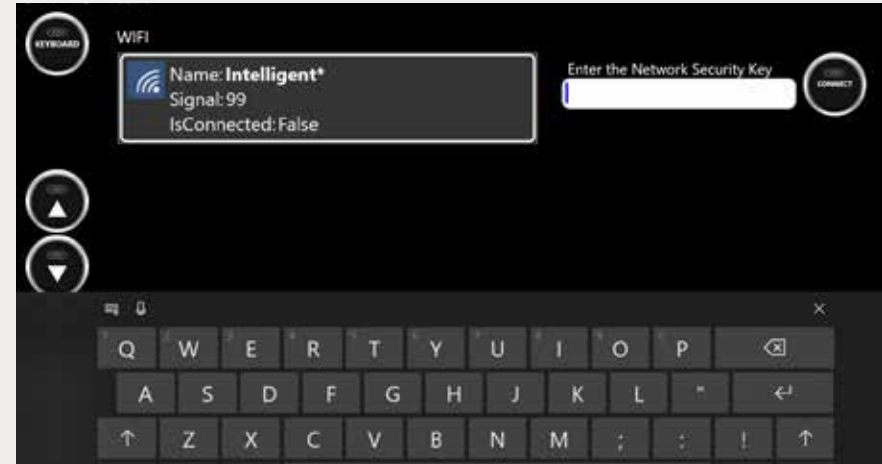 KEYBOARD
WIFI
Name: Intelligent*
Signal: 99
IsConnected: False
Enter the Network Security Key
CONNECT
Q W E R T Y U I O P
A S D F G H J K L "
Z X C V B N M ; : !